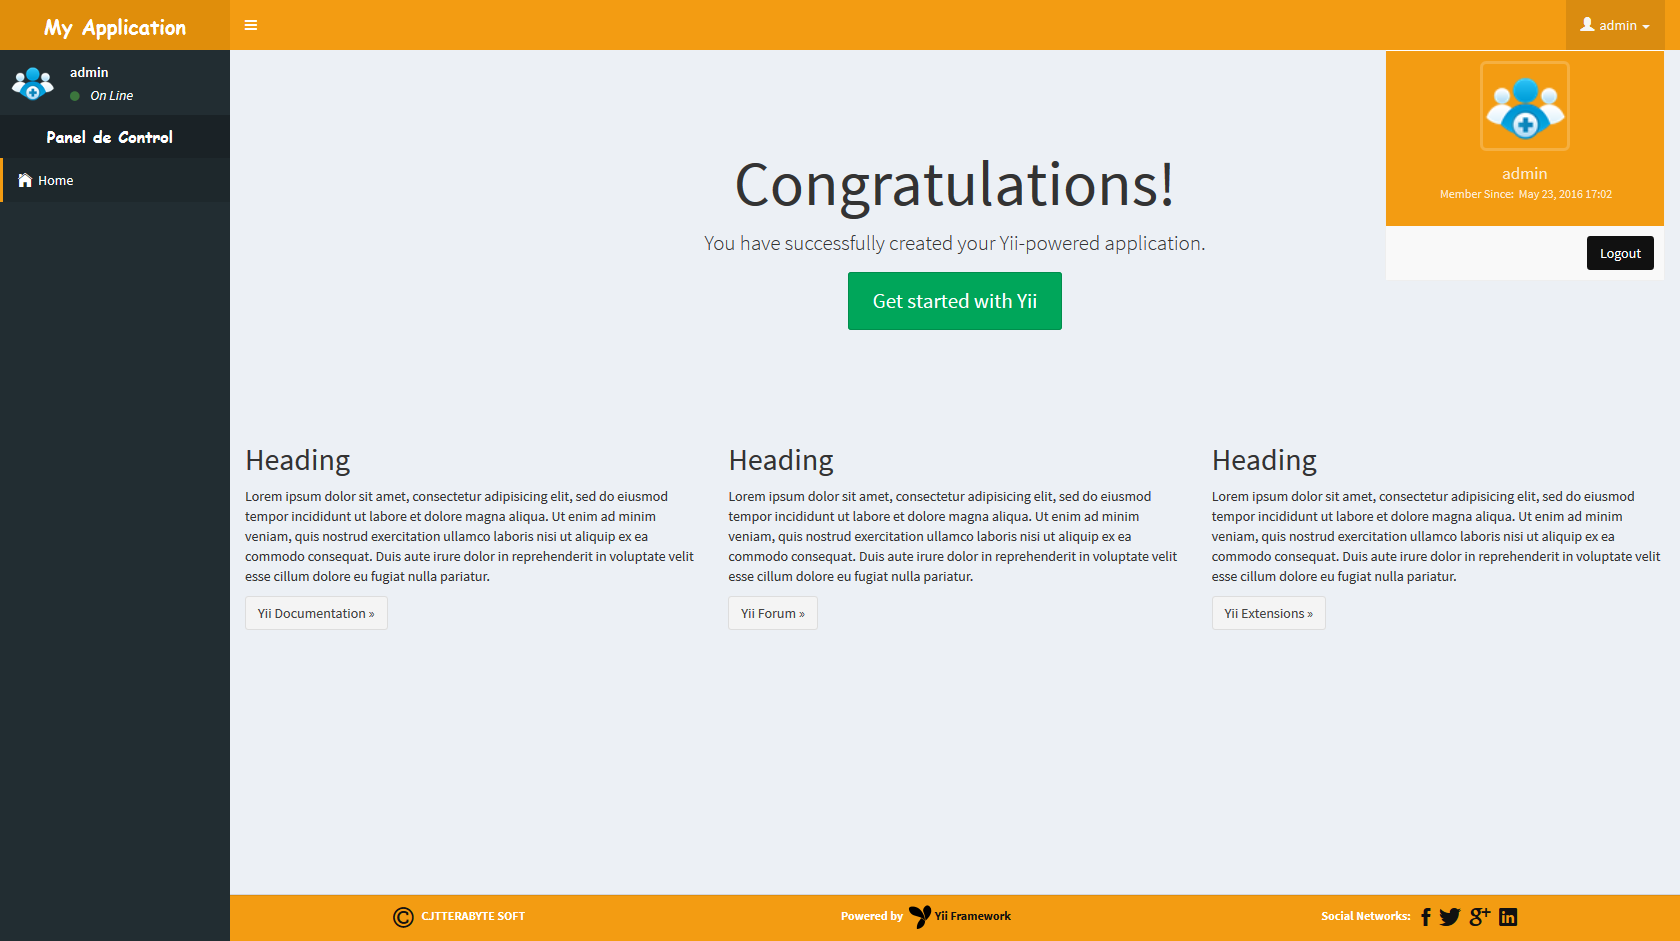 My Application
admin
admin
On Line
Panel de Control
Home
admin
Member Since: May 23, 2016 17:02
Logout
Congratulations!
You have successfully created your Yii-powered application.
Get started with Yii
Heading
Lorem ipsum dolor sit amet, consectetur adipisicing elit, sed do eiusmod
tempor incididunt ut labore et dolore magna aliqua. Ut enim ad minim
veniam, quis nostrud exercitation ullamco laboris nisi ut aliquip ex ea
commodo consequat. Duis aute irure dolor in reprehenderit in voluptate velit
esse cillum dolore eu fugiat nulla pariatur.
Yii Documentation »
Heading
Lorem ipsum dolor sit amet, consectetur adipisicing elit, sed do eiusmod
tempor incididunt ut labore et dolore magna aliqua. Ut enim ad minim
veniam, quis nostrud exercitation ullamco laboris nisi ut aliquip ex ea
commodo consequat. Duis aute irure dolor in reprehenderit in voluptate velit
esse cillum dolore eu fugiat nulla pariatur.
Yii Forum »
Heading
Lorem ipsum dolor sit amet, consectetur adipisicing elit, sed do eiusmod
tempor incididunt ut labore et dolore magna aliqua. Ut enim ad minim
veniam, quis nostrud exercitation ullamco laboris nisi ut aliquip ex ea
commodo consequat. Duis aute irure dolor in reprehenderit in voluptate velit
esse cillum dolore eu fugiat nulla pariatur.
Yii Extensions »
© CJTTERABYTE SOFT
Powered by Yii Framework
Social Networks: